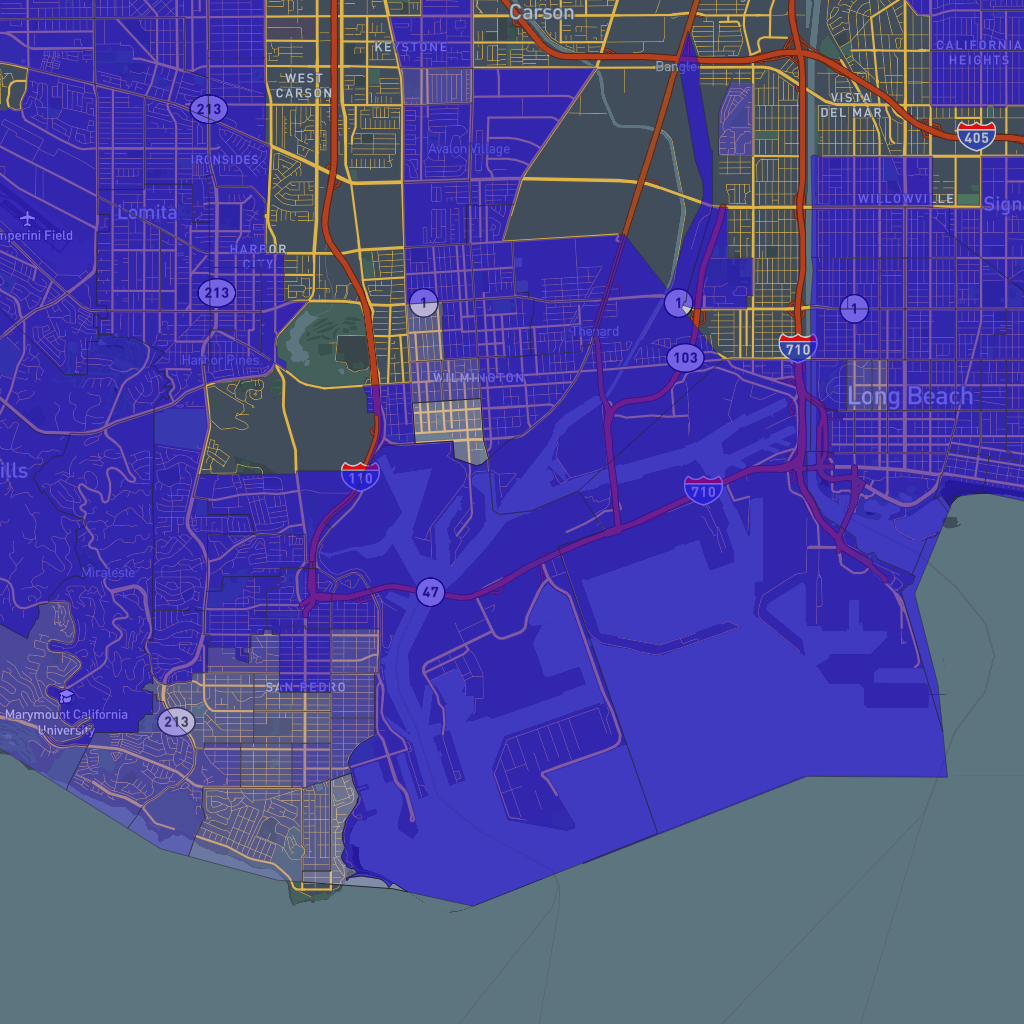 Carson
KEYSTONE
CALIFORNIA
HEIGHTS
Bangle
WEST
CARSON
VISTA
DEL MAR
213
405
Avalon Village
IRONSIDES
WILLOWVILLE
Lomita
Signa
mperini Field
HARBOR
CITY
213
1
1
1
Thenard
710
103
Harbor Pines
WILMINGTON
Long Beach
ills
110
710
Miraleste
47
SAN PEDRO
Marymount California
University
213